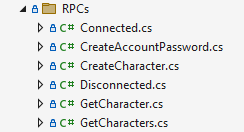 RPCs
C# Connected.cs
C# CreateAccountPassword.cs
C# CreateCharacter.cs
C# Disconnected.cs
C# GetCharacter.cs
C# GetCharacters.cs